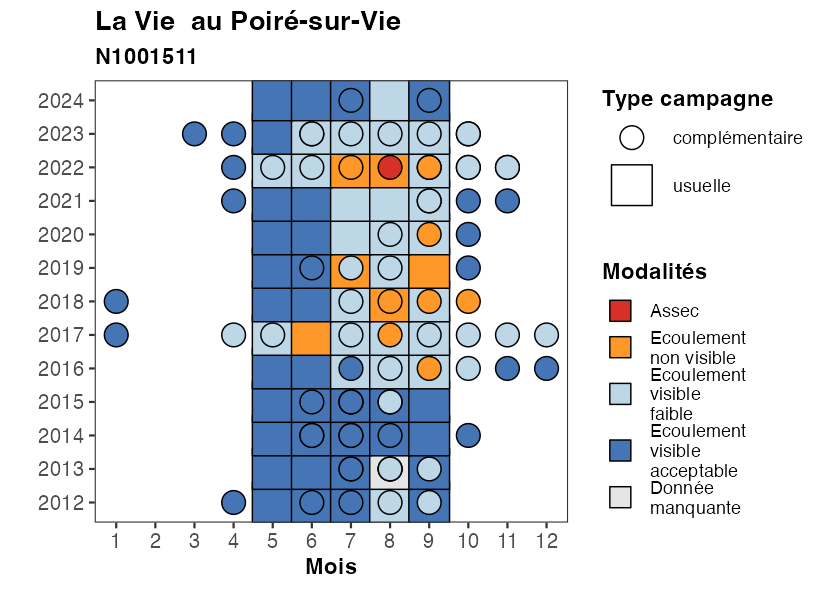 La Vie  au Poiré-sur-Vie
N1001511
2024
2023
2022
2021
2020
2019
2018
2017
2016
2015
2014
2013
2012
1 2 3 4 5 6 7 8 9 10 11 12
Mois
Type campagne
complémentaire
usuelle
Modalités
Assec
Ecoulement
non visible
Ecoulement
visible
faible
Ecoulement
visible
acceptable
Donnée
manquante